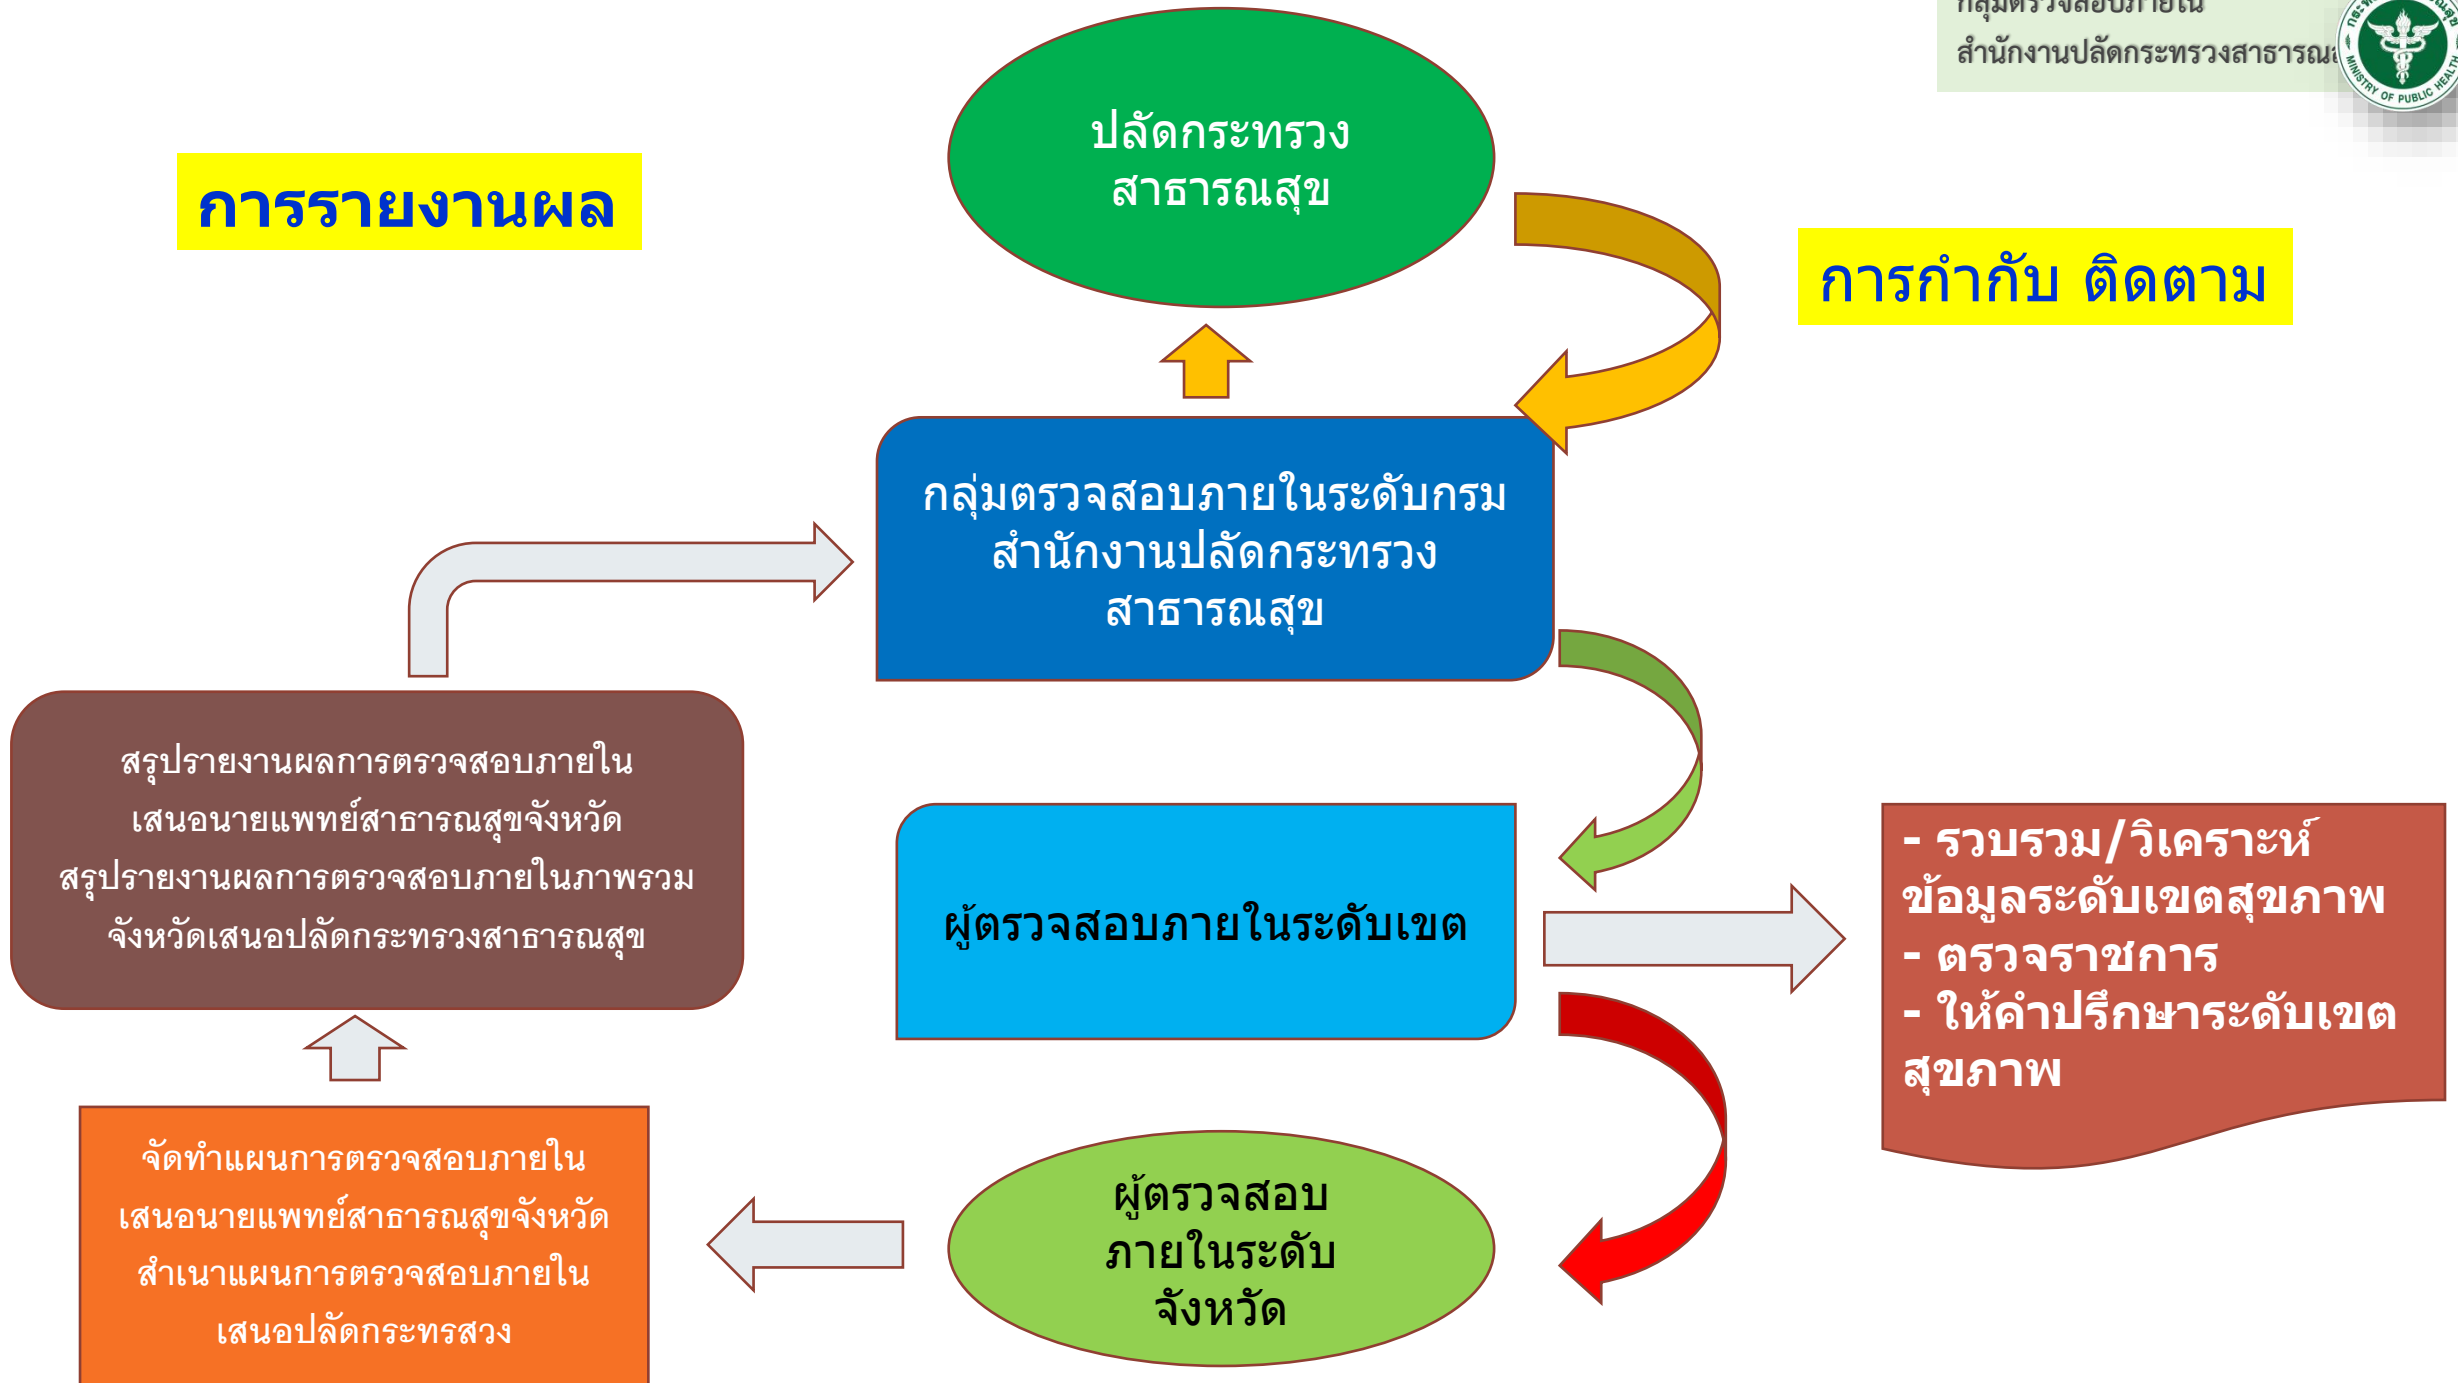 กลุ่มตรวจสอบภายใน
สำนักงานปลัดกระทรวงสาธารณ
MINISTRY OF PUBLIC HEALTH
ปลัดกระทรวง
สาธารณสุข
การรายงานผล
การกำกับ ติดตาม
กลุ่มตรวจสอบภายในระดับกรม
สำนักงานปลัดกระทรวง
สาธารณสุข
สรุปรายงานผลการตรวจสอบภายใน
เสนอนายแพทย์สาธารณสุขจังหวัด
สรุปรายงานผลการตรวจสอบภายในภาพรวม
จังหวัดเสนอปลัดกระทรวงสาธารณสุข
ผู้ตรวจสอบภายในระดับเขต
- รวบรวม/วิเคราะห์
ข้อมูลระดับเขตสุขภาพ
- ตรวจราชการ
- ให้คำปรึกษาระดับเขต
สุขภาพ
จัดทำแผนการตรวจสอบภายใน
เสนอนายแพทย์สาธารณสุขจังหวัด
สำเนาแผนการตรวจสอบภายใน
เสนอปลัดกระทรสวง
ผู้ตรวจสอบ
ภายในระดับ
จังหวัด